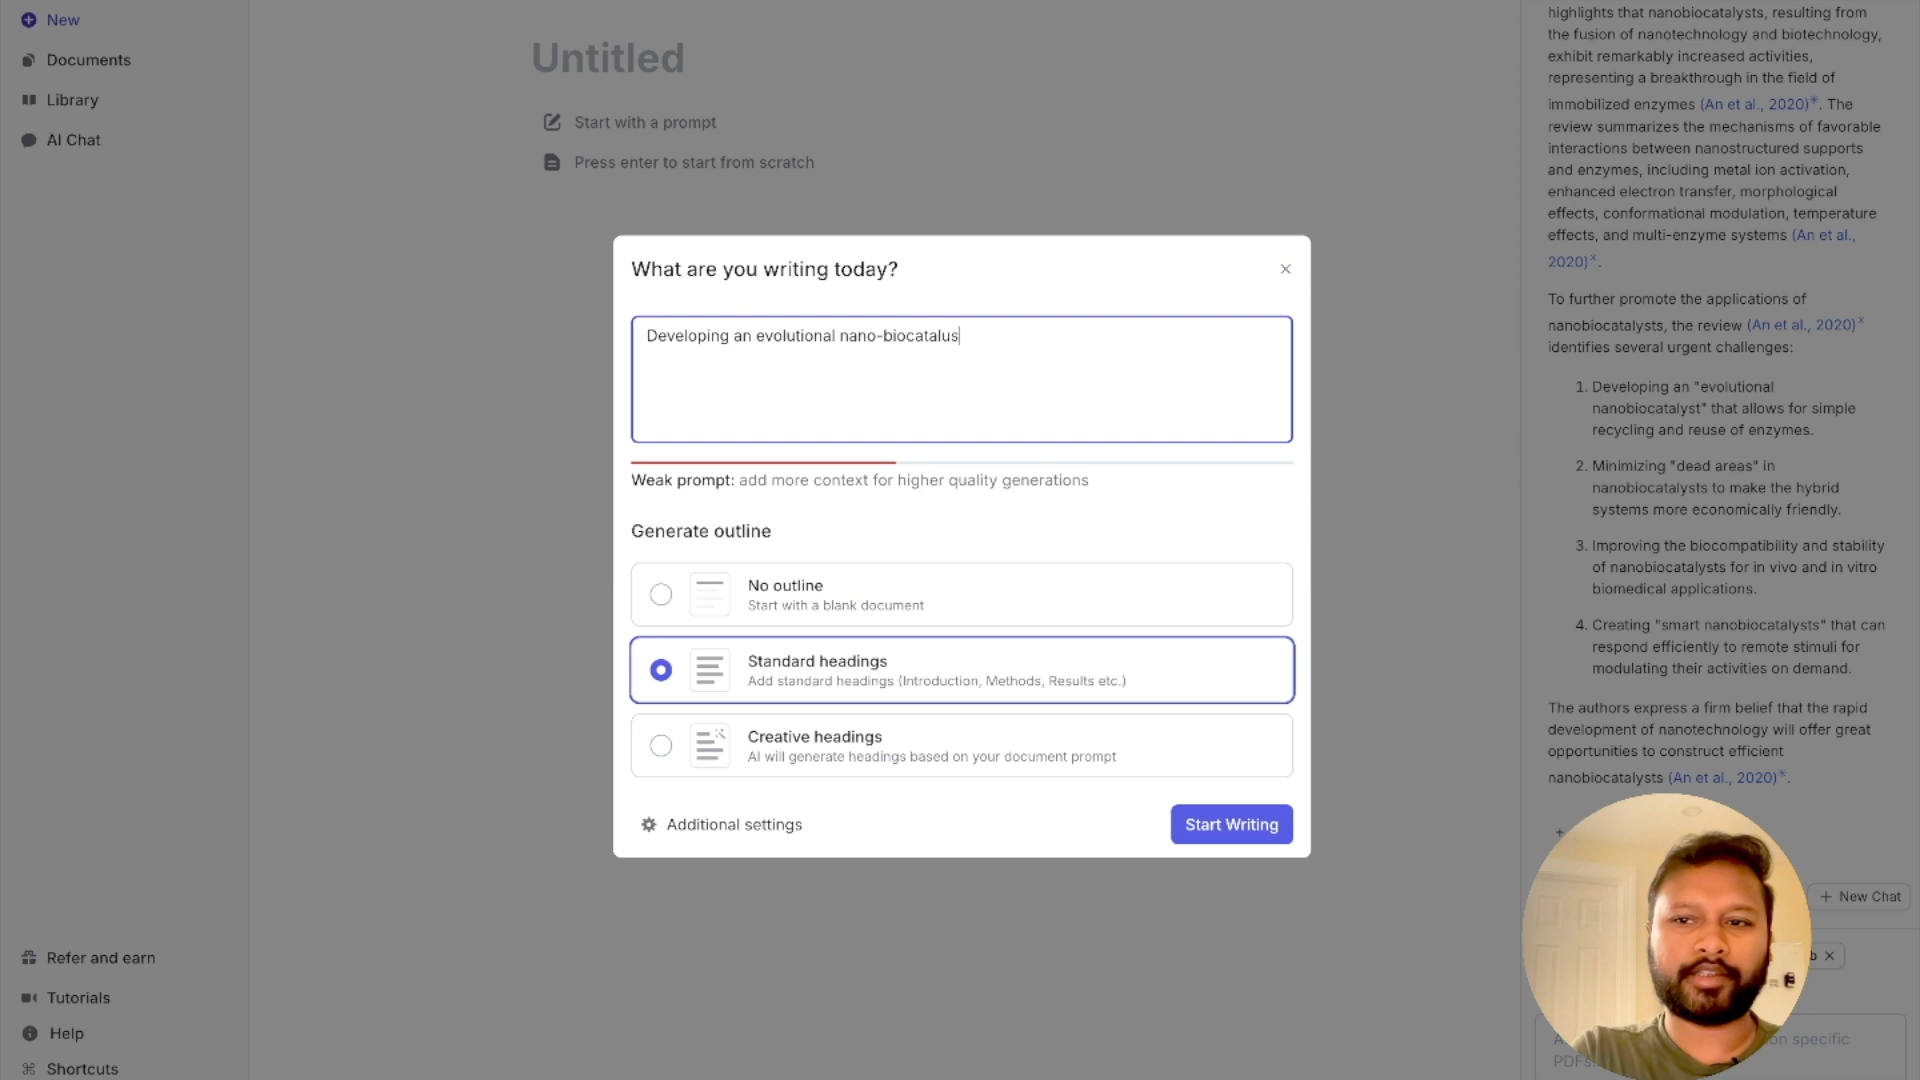 New
Documents
Library
AI Chat
Refer and earn
Tutorials
Help
Shortcuts
Untitled
Start with a prompt
Press enter to start from scratch
What are you writing today?
Developing an evolutional nano-biocatalus
Weak prompt: add more context for higher quality generations
Generate outline
No outline
Start with a blank document
Standard headings
Add standard headings (Introduction, Methods, Results etc.)
Creative headings
AI will generate headings based on your document prompt
Additional settings
Start Writing
highlights that nanobiocatalysts, resulting from
the fusion of nanotechnology and biotechnology,
exhibit remarkably increased activities,
representing a breakthrough in the field of
immobilized enzymes (An et al., 2020)*. The
review summarizes the mechanisms of favorable
interactions between nanostructured supports
and enzymes, including metal ion activation,
enhanced electron transfer, morphological
effects, conformational modulation, temperature
effects, and multi-enzyme systems (An et al.,
2020)×.
To further promote the applications of
nanobiocatalysts, the review (An et al., 2020)×
identifies several urgent challenges:
1. Developing an "evolutional
nanobiocatalyst" that allows for simple
recycling and reuse of enzymes.
2. Minimizing "dead areas" in
nanobiocatalysts to make the hybrid
systems more economically friendly.
3. Improving the biocompatibility and stability
of nanobiocatalysts for in vivo and in vitro
biomedical applications.
4. Creating "smart nanobiocatalysts" that can
respond efficiently to remote stimuli for
modulating their activities on demand.
The authors express a firm belief that the rapid
development of nanotechnology will offer great
opportunities to construct efficient
nanobiocatalysts (An et al., 2020)*.
New Chat
specific
PDFs